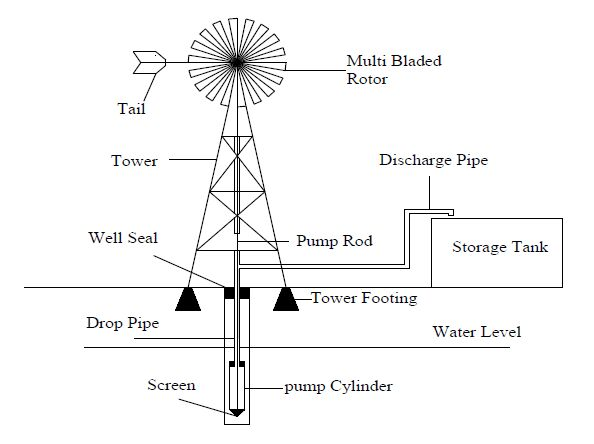 Multi Bladed
Rotor
Tail
Tower
Discharge Pipe
Well Seal
Pump Rod
Storage Tank
Tower Footing
Drop Pipe
Water Level
Screen
pump Cylinder